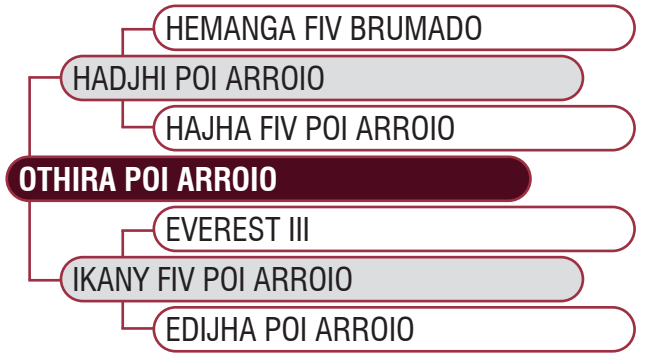 HEMANGA FIV BRUMADO
HADJHI POI ARROIO
HAJHA FIV POI ARROIO
OTHIRA POI ARROIO
EVEREST III
IKANY FIV POI ARROIO
EDIJHA POI ARROIO